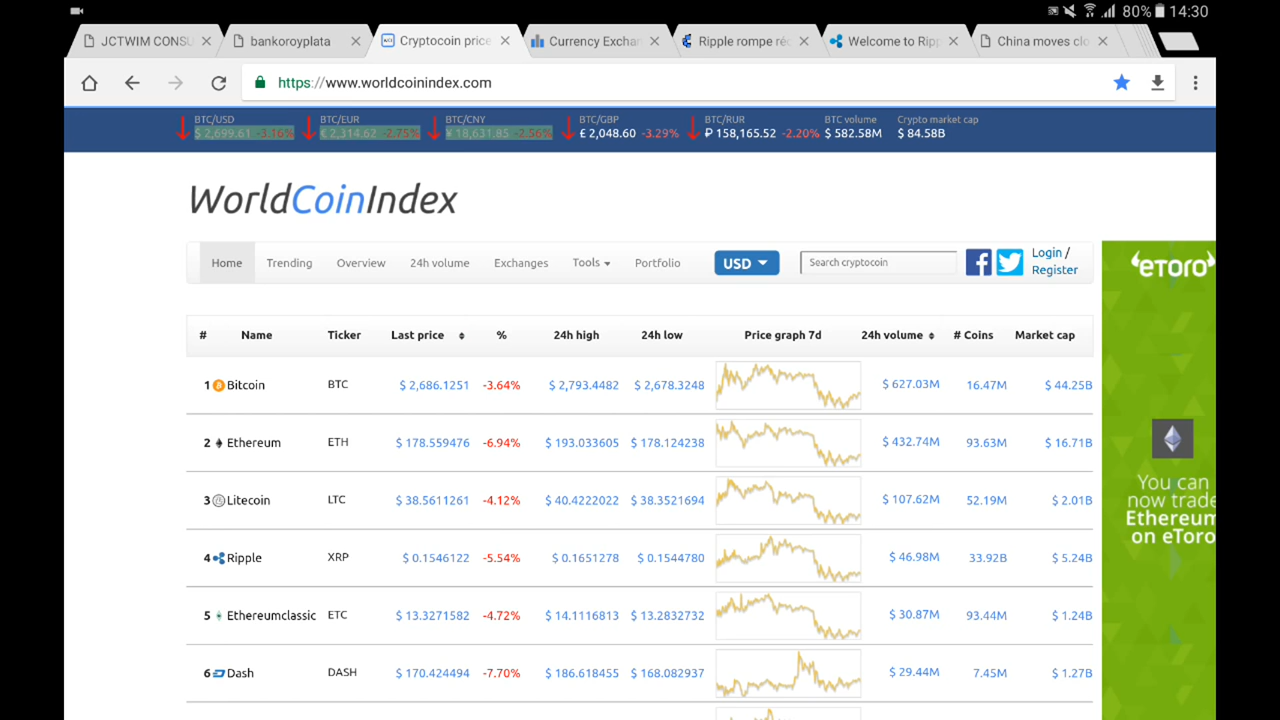 80% 14:30
JCTWIM CONSU bankoroyplata Cryptocoin price Currency Exchan Ripple rompe réc Welcome to Ripp China moves clo
https://www.worldcoinindex.com
BTC/USD BTC/EUR BTC/CNY BTC/GBP BTC/RUR BTC volume Crypto market cap
$ 2,699.61 -3.16% € 2,314.62 -2.75% ¥ 18,631.85 -2.56% £ 2,048.60 -3.29% ₽ 158,165.52 -2.20% $ 582.58M $ 84.58B
WorldCoinIndex
Home Trending Overview 24h volume Exchanges Tools Portfolio USD Search cryptocoin f Login / Register
# Name Ticker Last price % 24h high 24h low Price graph 7d 24h volume # Coins Market cap
1 Bitcoin BTC $ 2,686.1251 -3.64% $ 2,793.4482 $ 2,678.3248 $ 627.03M 16.47M $ 44.25B
2 Ethereum ETH $ 178.559476 -6.94% $ 193.033605 $ 178.124238 $ 432.74M 93.63M $ 16.71B
3 Litecoin LTC $ 38.5611261 -4.12% $ 40.4222022 $ 38.3521694 $ 107.62M 52.19M $ 2.01B
4 Ripple XRP $ 0.1546122 -5.54% $ 0.1651278 $ 0.1544780 $ 46.98M 33.92B $ 5.24B
5 Ethereumclassic ETC $ 13.3271582 -4.72% $ 14.1116813 $ 13.2832732 $ 30.87M 93.44M $ 1.24B
6 Dash DASH $ 170.424494 -7.70% $ 186.618455 $ 168.082937 $ 29.44M 7.45M $ 1.27B
eToro
You can
now trade
Ethereum
on eToro